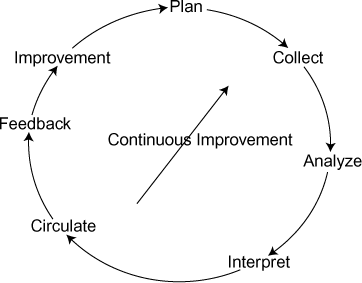 Plan
Collect
Analyze
Interpret
Circulate
Feedback
Improvement
Continuous Improvement